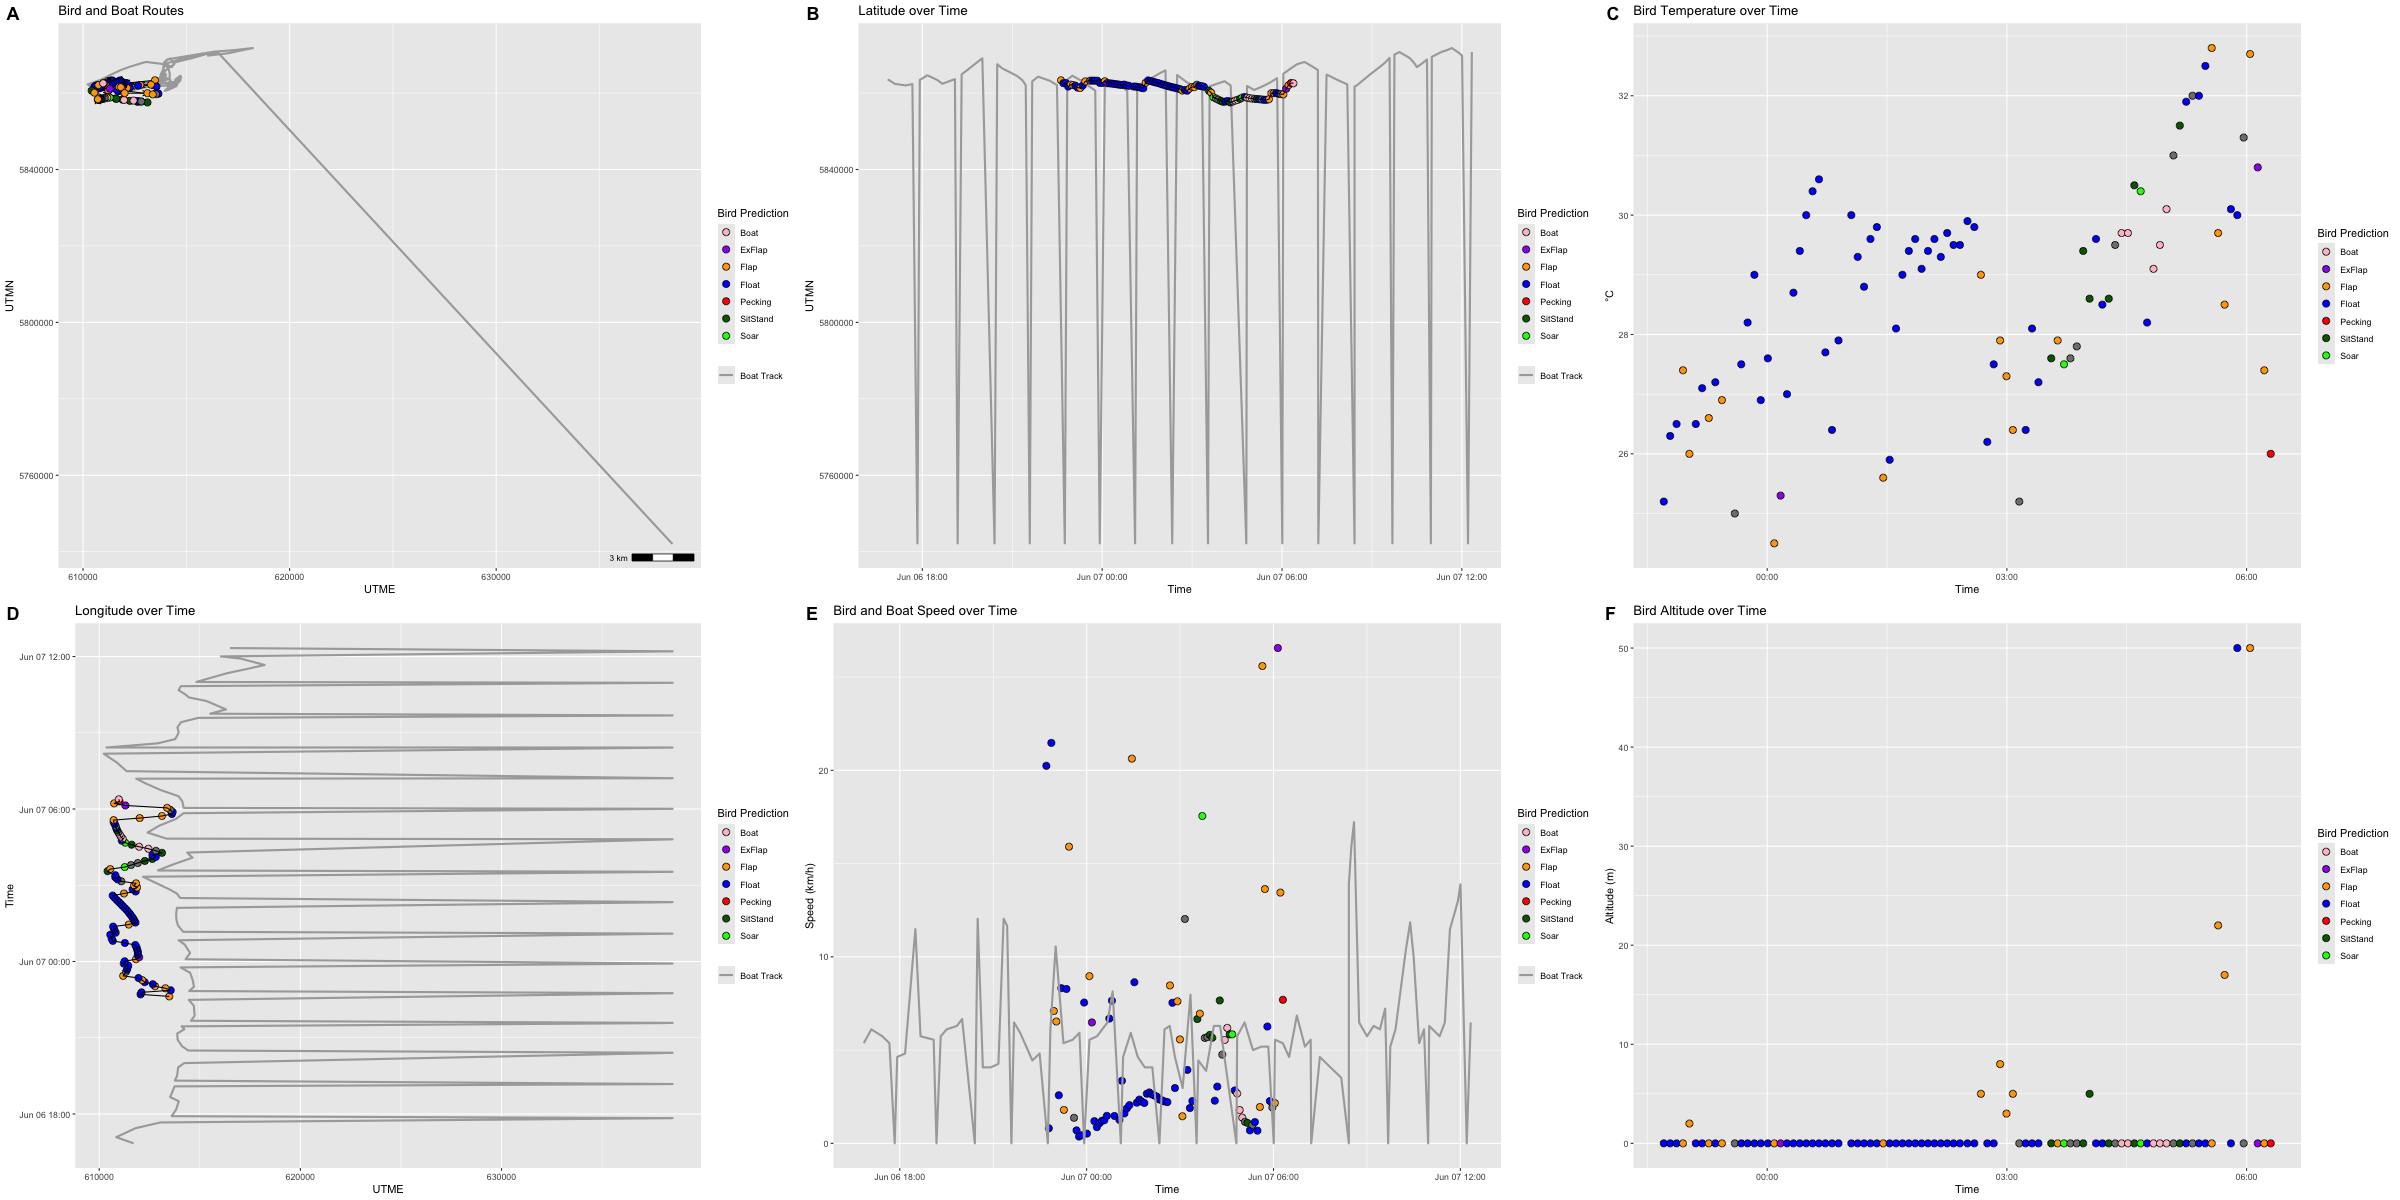 A
Bird and Boat Routes
UTMN
5840000
5800000
5760000
610000
620000
630000
UTME
3 km
Bird Prediction
Boat
ExFlap
Flap
Float
Pecking
SitStand
Soar
Boat Track
B
Latitude over Time
UTMN
5840000
5800000
5760000
Jun 06 18:00
Jun 07 00:00
Jun 07 06:00
Jun 07 12:00
Time
Bird Prediction
Boat
ExFlap
Flap
Float
Pecking
SitStand
Soar
Boat Track
C
Bird Temperature over Time
°C
32
30
28
26
00:00
03:00
06:00
Time
Bird Prediction
Boat
ExFlap
Flap
Float
Pecking
SitStand
Soar
D
Longitude over Time
Time
Jun 07 12:00
Jun 07 06:00
Jun 07 00:00
Jun 06 18:00
610000
620000
630000
UTME
Bird Prediction
Boat
ExFlap
Flap
Float
Pecking
SitStand
Soar
Boat Track
E
Bird and Boat Speed over Time
Speed (km/h)
20
10
0
Jun 06 18:00
Jun 07 00:00
Jun 07 06:00
Jun 07 12:00
Time
Bird Prediction
Boat
ExFlap
Flap
Float
Pecking
SitStand
Soar
Boat Track
F
Bird Altitude over Time
Altitude (m)
50
40
30
20
10
0
00:00
03:00
06:00
Time
Bird Prediction
Boat
ExFlap
Flap
Float
Pecking
SitStand
Soar